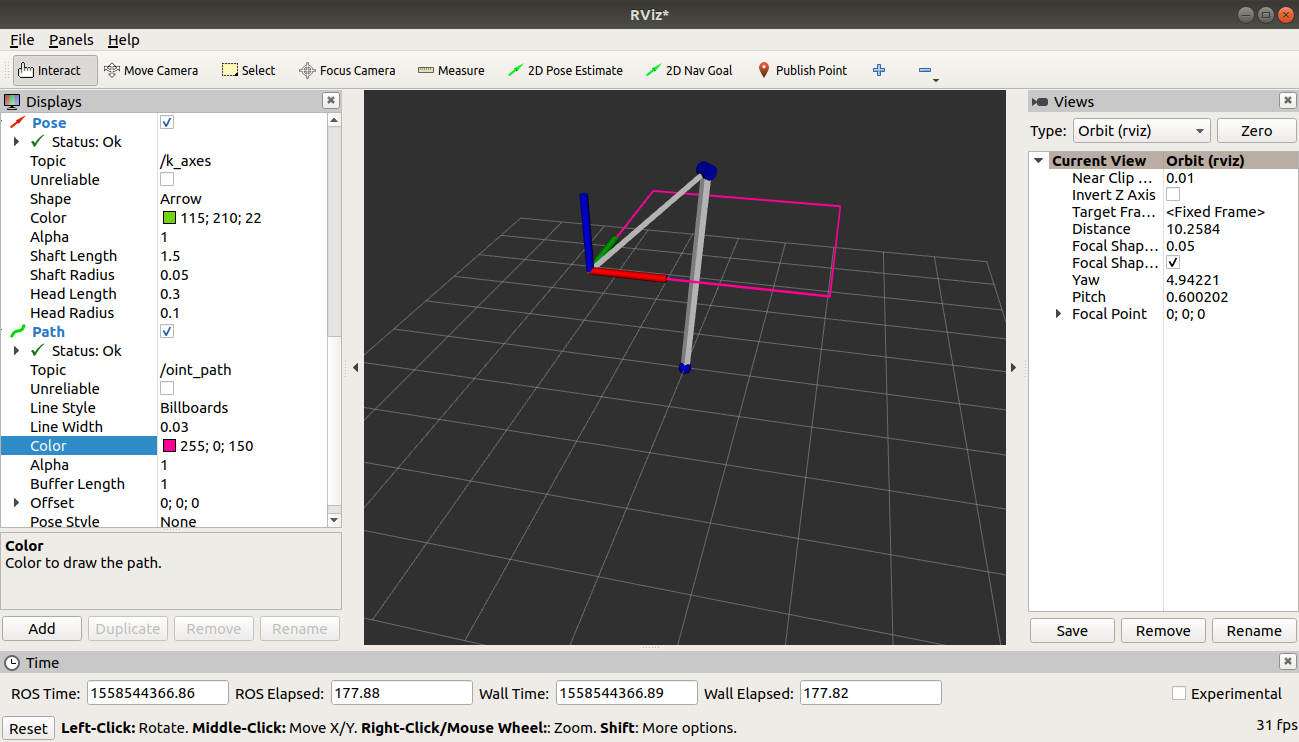 RViz*
File Panels Help
Interact Move Camera Select Focus Camera Measure 2D Pose Estimate 2D Nav Goal Publish Point
Displays
Pose
Status: Ok
Topic /k_axes
Unreliable
Shape Arrow
Color 115; 210; 22
Alpha 1
Shaft Length 1.5
Shaft Radius 0.05
Head Length 0.3
Head Radius 0.1
Path
Status: Ok
Topic /oint_path
Unreliable
Line Style Billboards
Line Width 0.03
Color 255; 0; 150
Alpha 1
Buffer Length 1
Offset 0; 0; 0
Pose Style None
Color
Color to draw the path.
Add Duplicate Remove Rename
Views
Type: Orbit (rviz) Zero
Current View Orbit (rviz)
Near Clip ... 0.01
Invert Z Axis
Target Fra... <Fixed Frame>
Distance 10.2584
Focal Shap... 0.05
Focal Shap...
Yaw 4.94221
Pitch 0.600202
Focal Point 0; 0; 0
Save Remove Rename
Time
ROS Time: 1558544366.86 ROS Elapsed: 177.88 Wall Time: 1558544366.89 Wall Elapsed: 177.82 Experimental
Reset Left-Click: Rotate. Middle-Click: Move X/Y. Right-Click/Mouse Wheel:: Zoom. Shift: More options. 31 fps